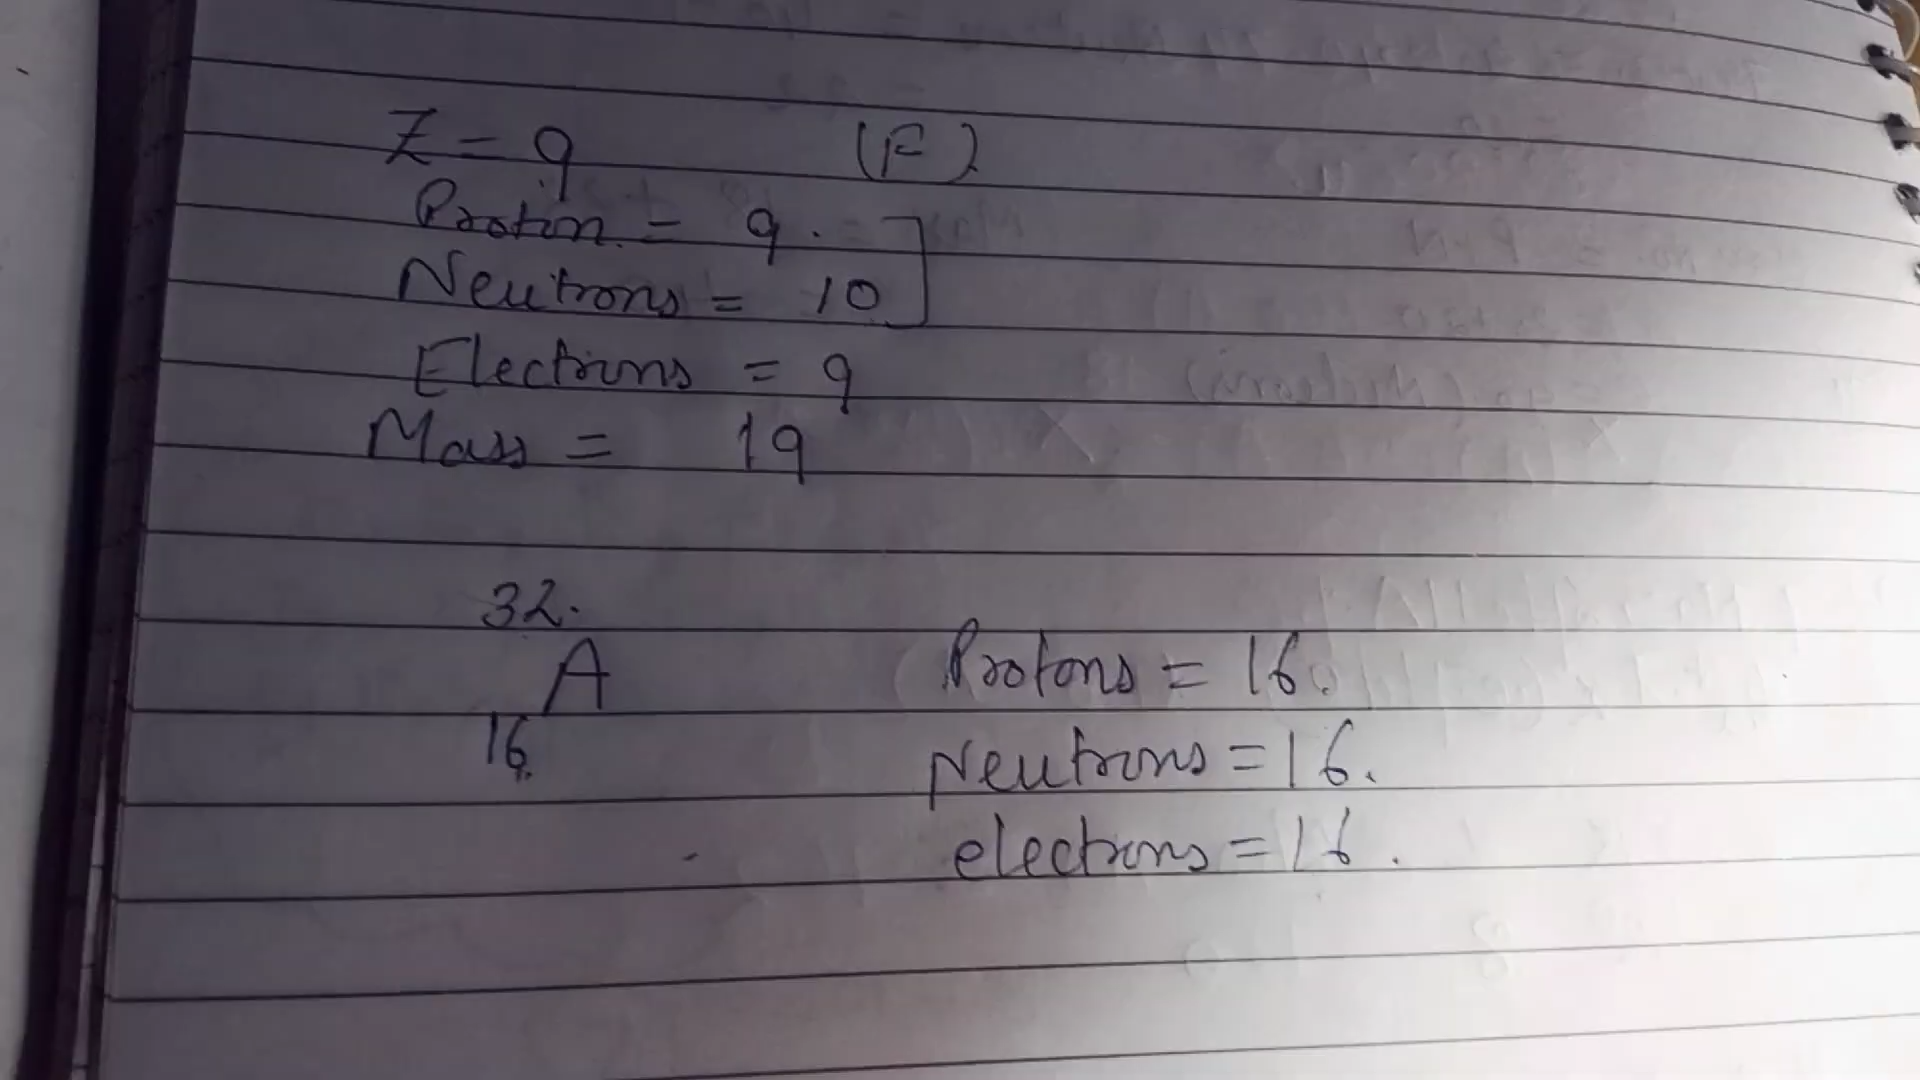 Z = 9 (F)
Proton = 9.
Neutrons = 10
Electrons = 9
Mass = 19
32.
A
16.
Protons = 16.
Neutrons = 16.
electrons = 16.